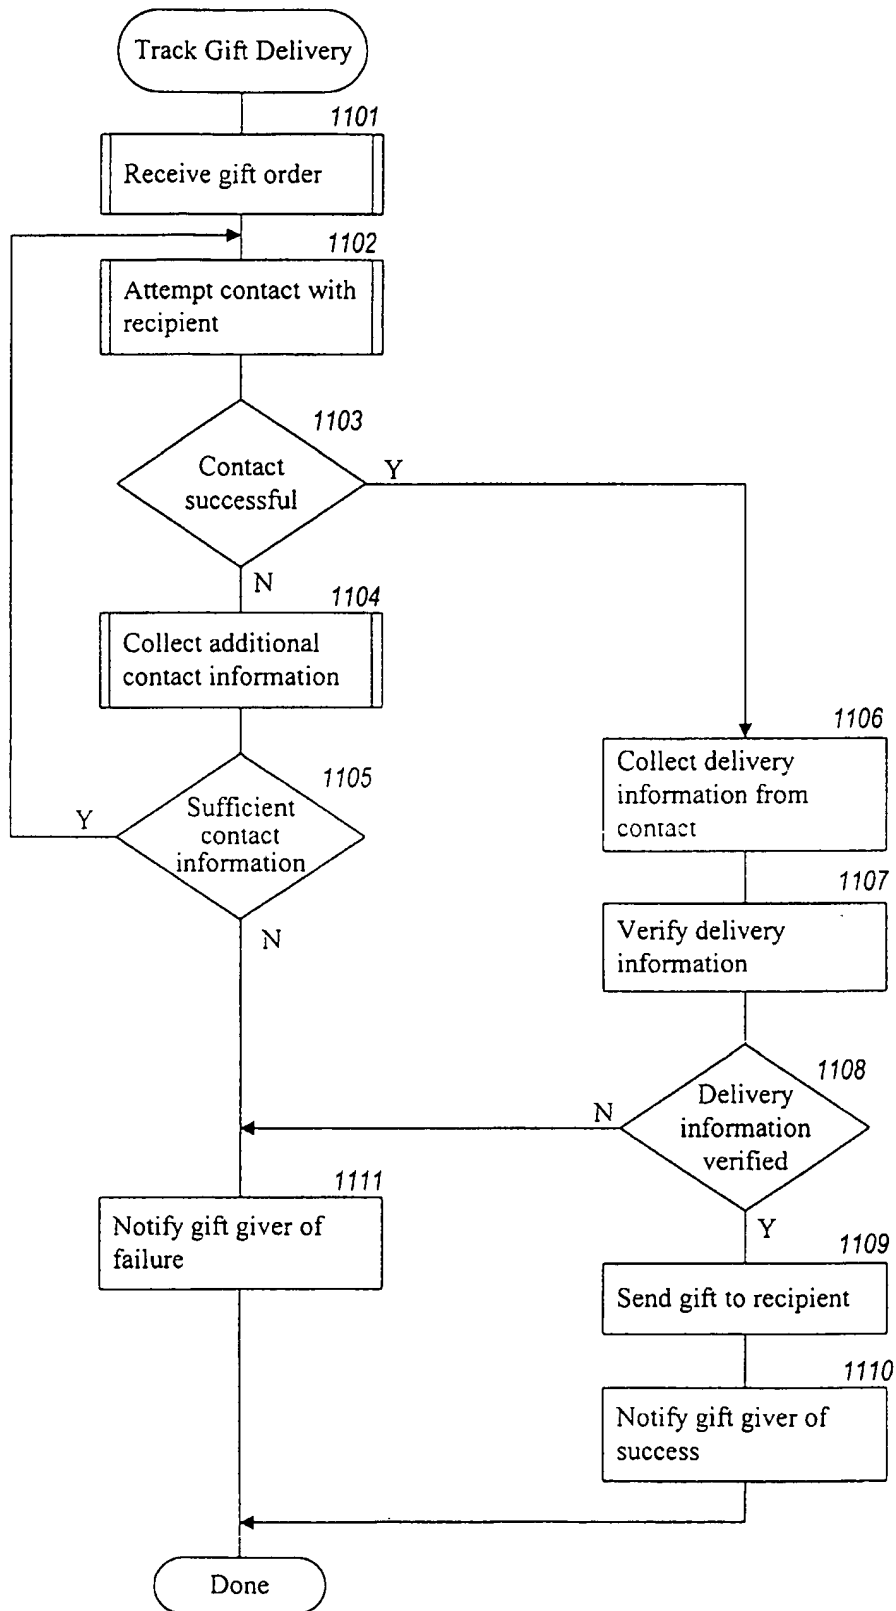 Track Gift Delivery
1101
Receive gift order
1102
Attempt contact with
recipient
1103
Contact
successful
Y
N
1104
Collect additional
contact information
1105
Sufficient
contact
information
Y
N
1106
Collect delivery
information from
contact
1107
Verify delivery
information
1108
Delivery
information
verified
N
Y
1111
Notify gift giver of
failure
1109
Send gift to recipient
1110
Notify gift giver of
success
Done